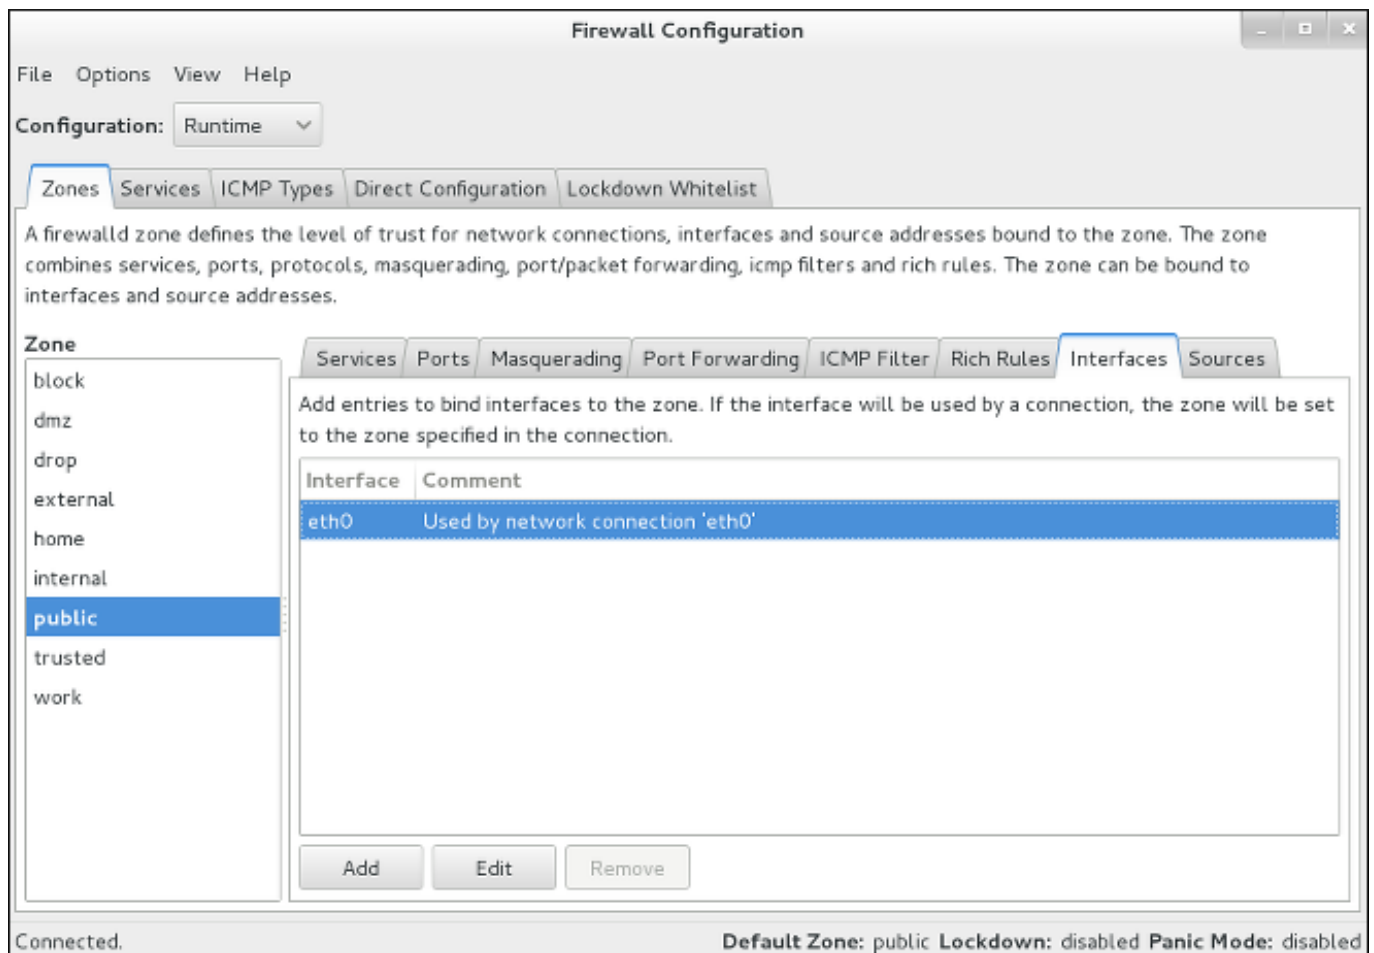 Firewall Configuration
File Options View Help
Configuration: Runtime
Zones Services ICMP Types Direct Configuration Lockdown Whitelist
A firewalld zone defines the level of trust for network connections, interfaces and source addresses bound to the zone. The zone
combines services, ports, protocols, masquerading, port/packet forwarding, icmp filters and rich rules. The zone can be bound to
interfaces and source addresses.
Zone
block
dmz
drop
external
home
internal
public
trusted
work
Services Ports Masquerading Port Forwarding ICMP Filter Rich Rules Interfaces Sources
Add entries to bind interfaces to the zone. If the interface will be used by a connection, the zone will be set
to the zone specified in the connection.
Interface Comment
eth0 Used by network connection 'eth0'
Add Edit Remove
Connected.
Default Zone: public Lockdown: disabled Panic Mode: disabled